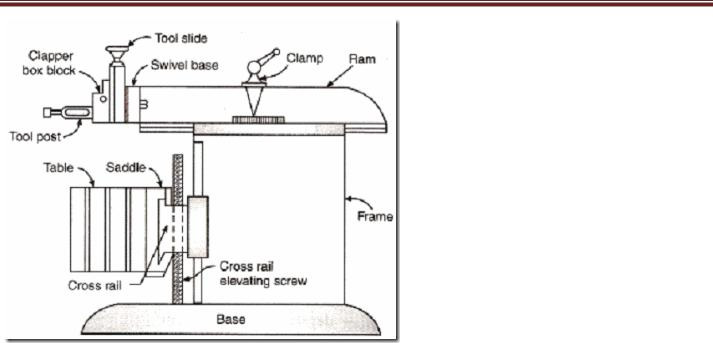 Tool slide
Clapper
box block
Swivel base
Clamp
Ram
Tool post
Table
Saddle
Frame
Cross rail
Cross rail
elevating screw
Base